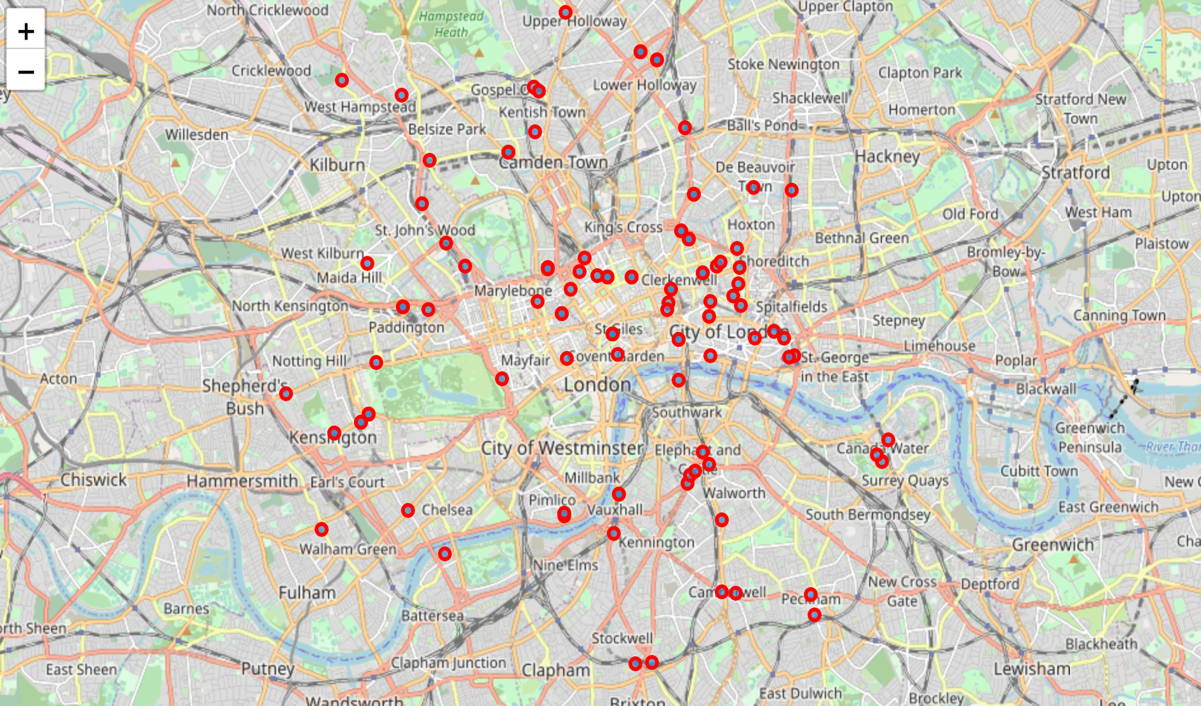 +
−
North Cricklewood
Hampstead
Heath
Upper Holloway
Upper Clapton
Cricklewood
Stoke Newington
Clapton Park
Lower Holloway
West Hampstead
Kentish Town
Shacklewell
Homerton
Stratford New
Town
Willesden
Belsize Park
Ball's Pond
Kilburn
Camden Town
De Beauvoir
Town
Hackney
Stratford
Upton
West Ham
Upton
Old Ford
St. John's Wood
King's Cross
Hoxton
Bethnal Green
Plaistow
West Kilburn
Maida Hill
Shoreditch
Bromley-by-
Bow
Clerkenwell
Marylebone
North Kensington
Paddington
Spitalfields
Stepney
Canning Town
St Giles
City of London
Limehouse
Poplar
Notting Hill
Mayfair
Covent Garden
St. George
in the East
Acton
Shepherd's
Bush
London
Blackwall
Southwark
Kensington
City of Westminster
Elephant and
Canada Water
Greenwich
Peninsula
River Tha
Chiswick
Hammersmith
Earl's Court
Millbank
Surrey Quays
Cubitt Town
New C
Pimlico
Vauxhall
Walworth
Chelsea
South Bermondsey
East Greenwich
Walham Green
Kennington
Greenwich
Cha
Nine Elms
Fulham
Camberwell
Peckham
New Cross
Gate
Deptford
Barnes
Battersea
rth Sheen
Stockwell
Blackheath
East Sheen
Putney
Clapham Junction
Clapham
Lewisham
East Dulwich
Wandsworth
Brixton
Brockley